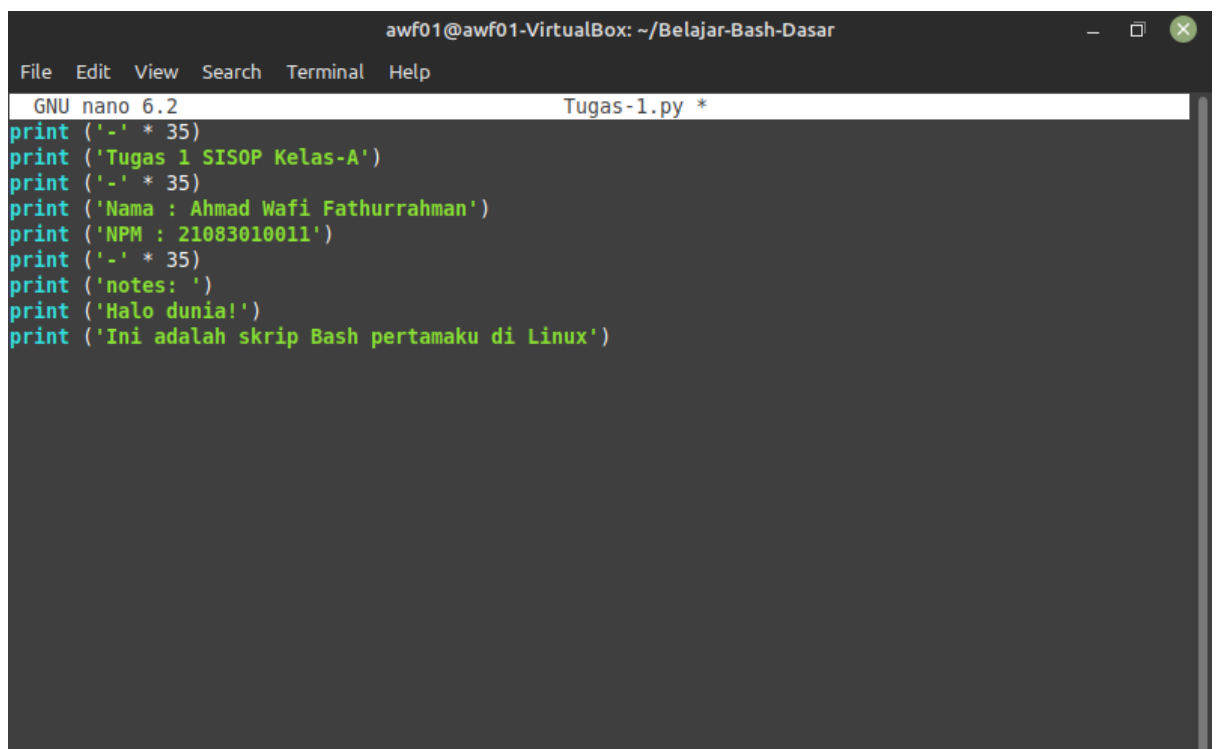 awf01@awf01-VirtualBox: ~/Belajar-Bash-Dasar
File Edit View Search Terminal Help
GNU nano 6.2 Tugas-1.py *
print ('-' * 35)
print ('Tugas 1 SISOP Kelas-A')
print ('-' * 35)
print ('Nama : Ahmad Wafi Fathurrahman')
print ('NPM : 21083010011')
print ('-' * 35)
print ('notes: ')
print ('Halo dunia!')
print ('Ini adalah skrip Bash pertamaku di Linux')